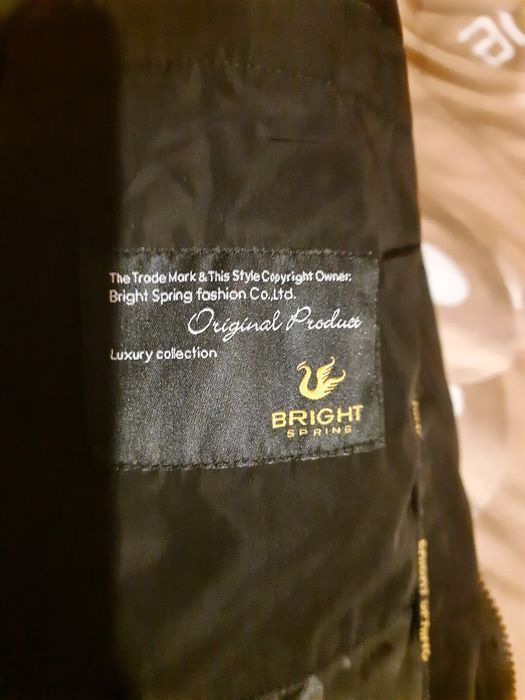 The Trade Mark & This Style Copyright Owner:
Bright Spring fashion Co.,Ltd.
Original Product
Luxury collection
BRIGHT
SPRING